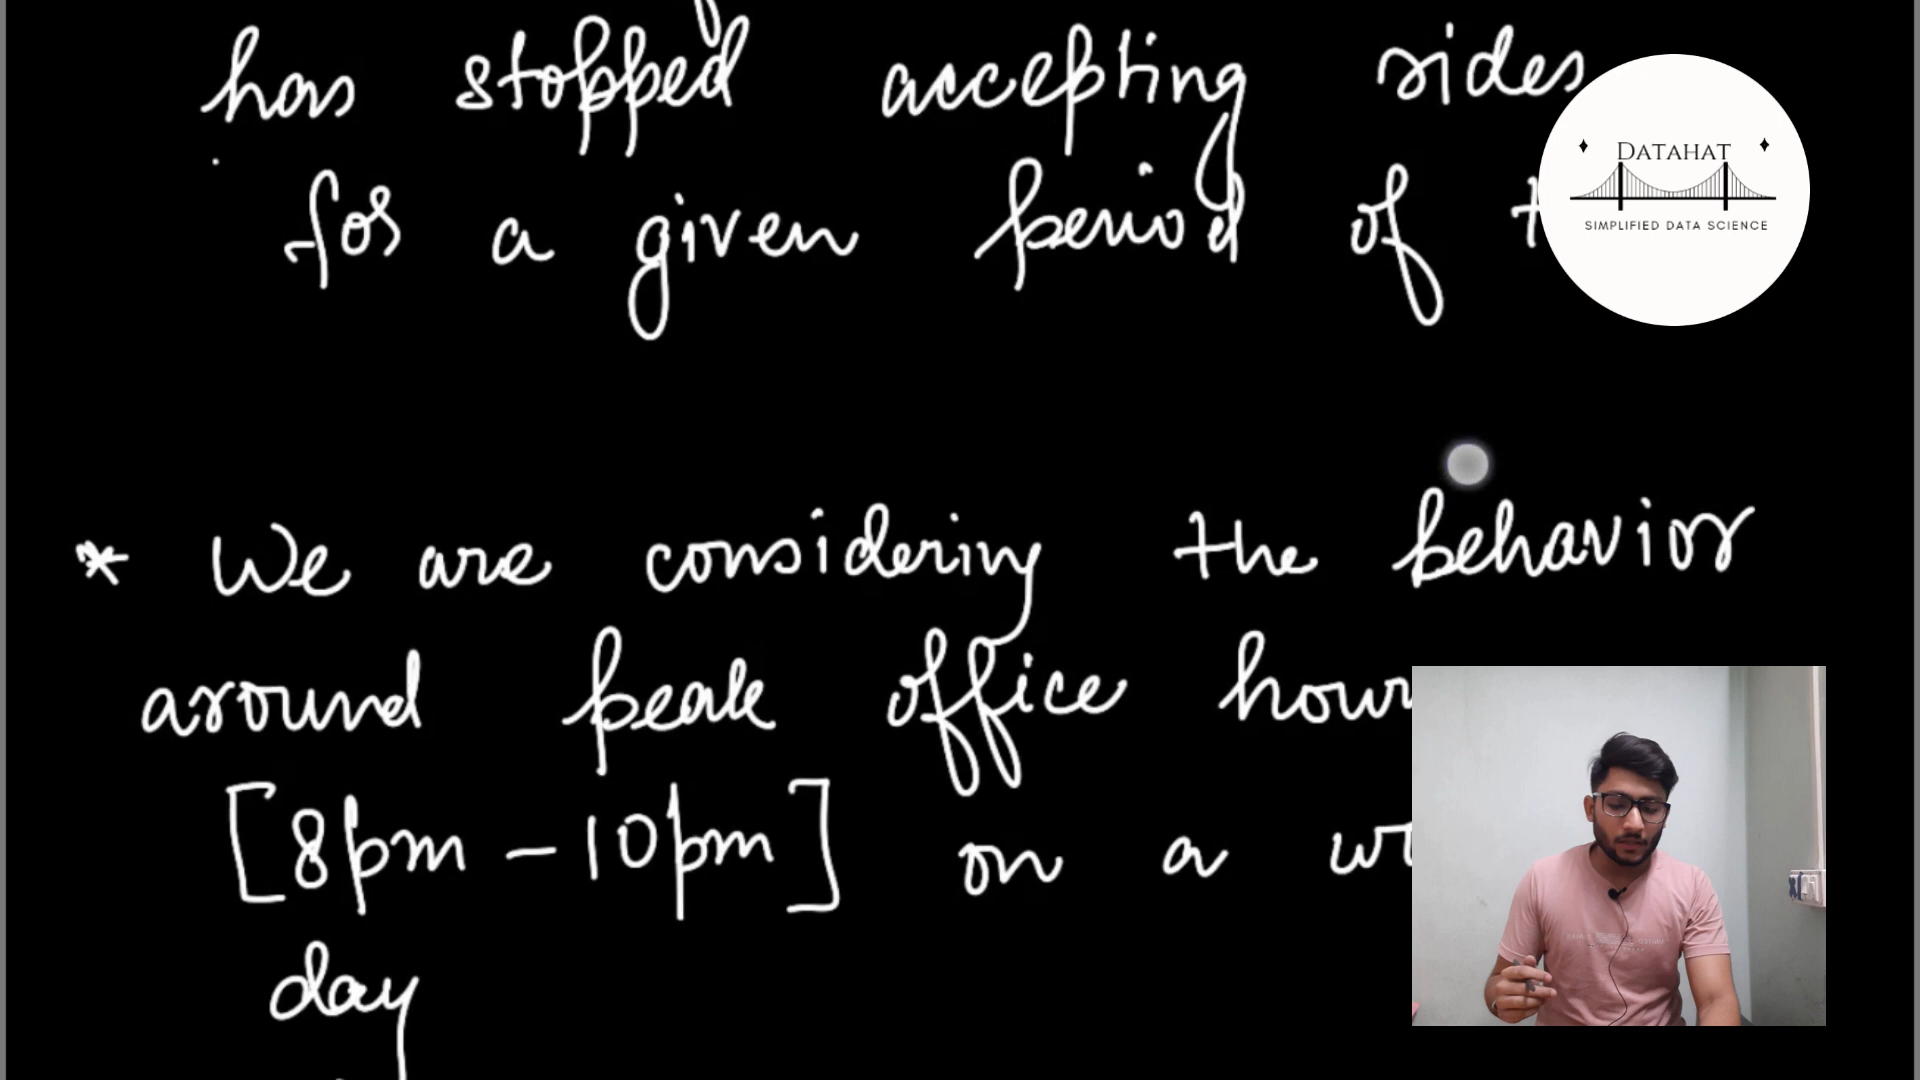 has stopped accepting rides
for a given period of
DATAHAT
SIMPLIFIED DATA SCIENCE
* We are considering the behavior
around peak office hour
[8pm - 10pm] on a
day